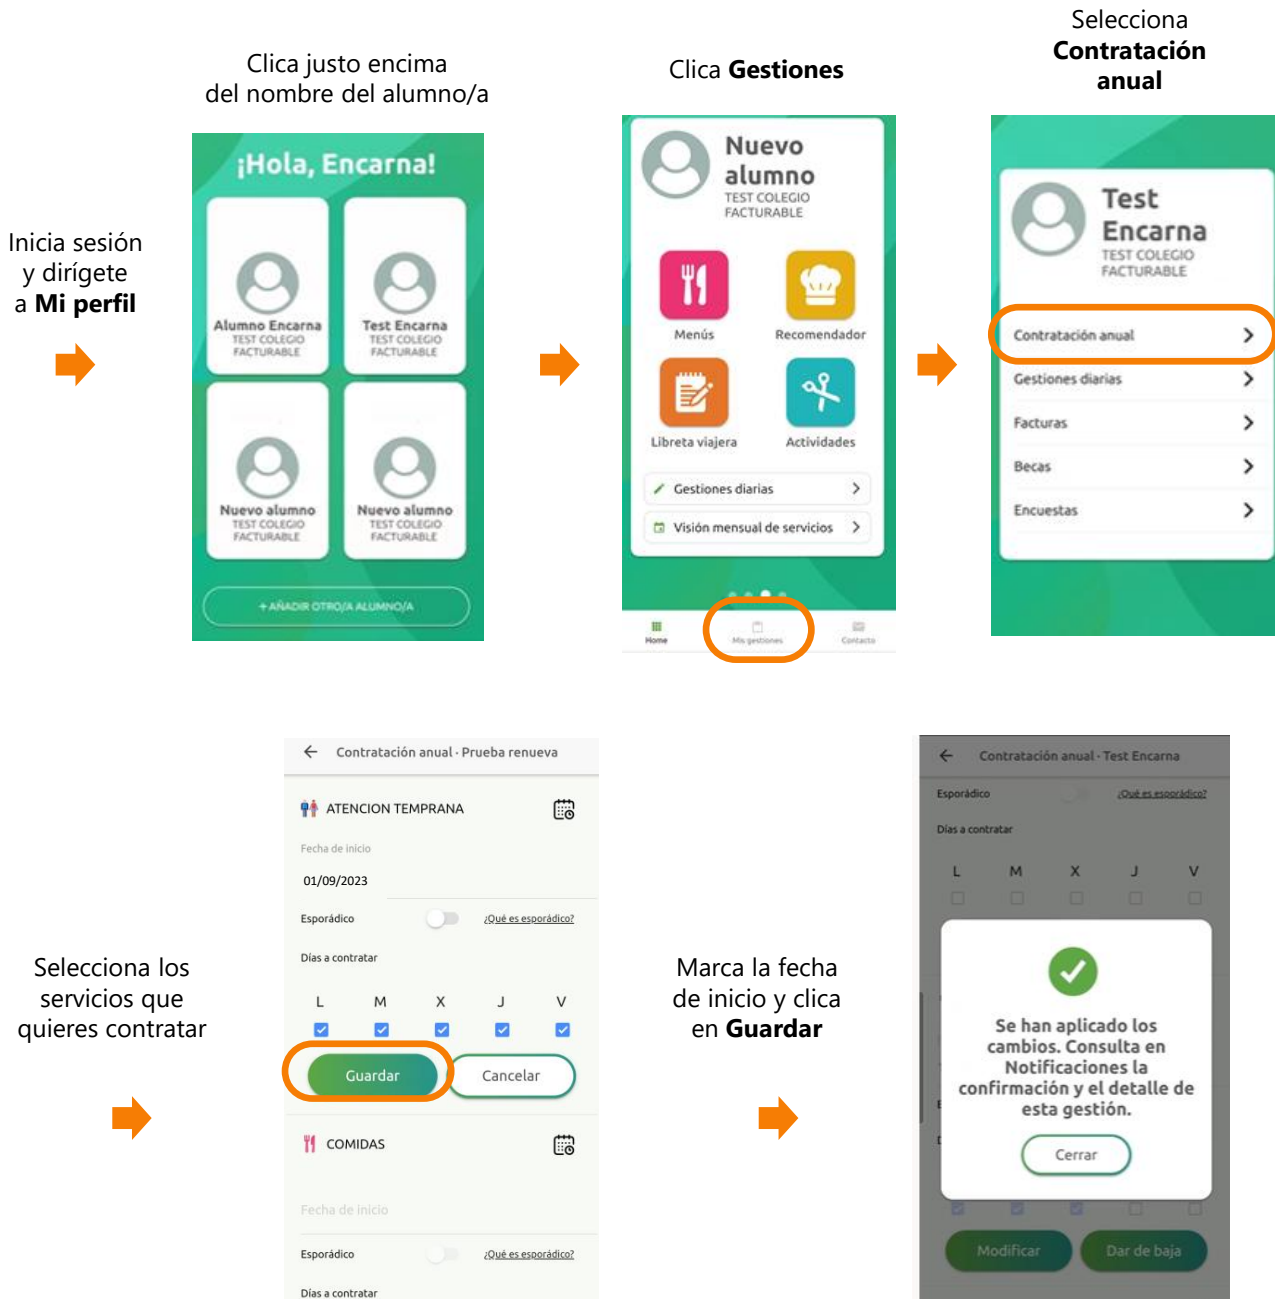 Inicia sesión
y dirígete
a Mi perfil
Clica justo encima
del nombre del alumno/a
¡Hola, Encarna!
Alumno Encarna
TEST COLEGIO
FACTURABLE
Test Encarna
TEST COLEGIO
FACTURABLE
Nuevo alumno
TEST COLEGIO
FACTURABLE
Nuevo alumno
TEST COLEGIO
FACTURABLE
+ AÑADIR OTRO/A ALUMNO/A
Clica Gestiones
Nuevo
alumno
TEST COLEGIO
FACTURABLE
Menús
Recomendador
Libreta viajera
Actividades
Gestiones diarias
Visión mensual de servicios
Home
Mis gestiones
Contacto
Selecciona
Contratación
anual
Test
Encarna
TEST COLEGIO
FACTURABLE
Contratación anual
Gestiones diarias
Facturas
Becas
Encuestas
Selecciona los
servicios que
quieres contratar
Contratación anual · Prueba renueva
ATENCION TEMPRANA
Fecha de inicio
01/09/2023
Esporádico ¿Qué es esporádico?
Días a contratar
L M X J V
Guardar Cancelar
COMIDAS
Fecha de inicio
Esporádico ¿Qué es esporádico?
Días a contratar
Marca la fecha
de inicio y clica
en Guardar
Contratación anual · Test Encarna
Esporádico ¿Qué es esporádico?
Días a contratar
L M X J V
Se han aplicado los
cambios. Consulta en
Notificaciones la
confirmación y el detalle de
esta gestión.
Cerrar
Modificar Dar de baja